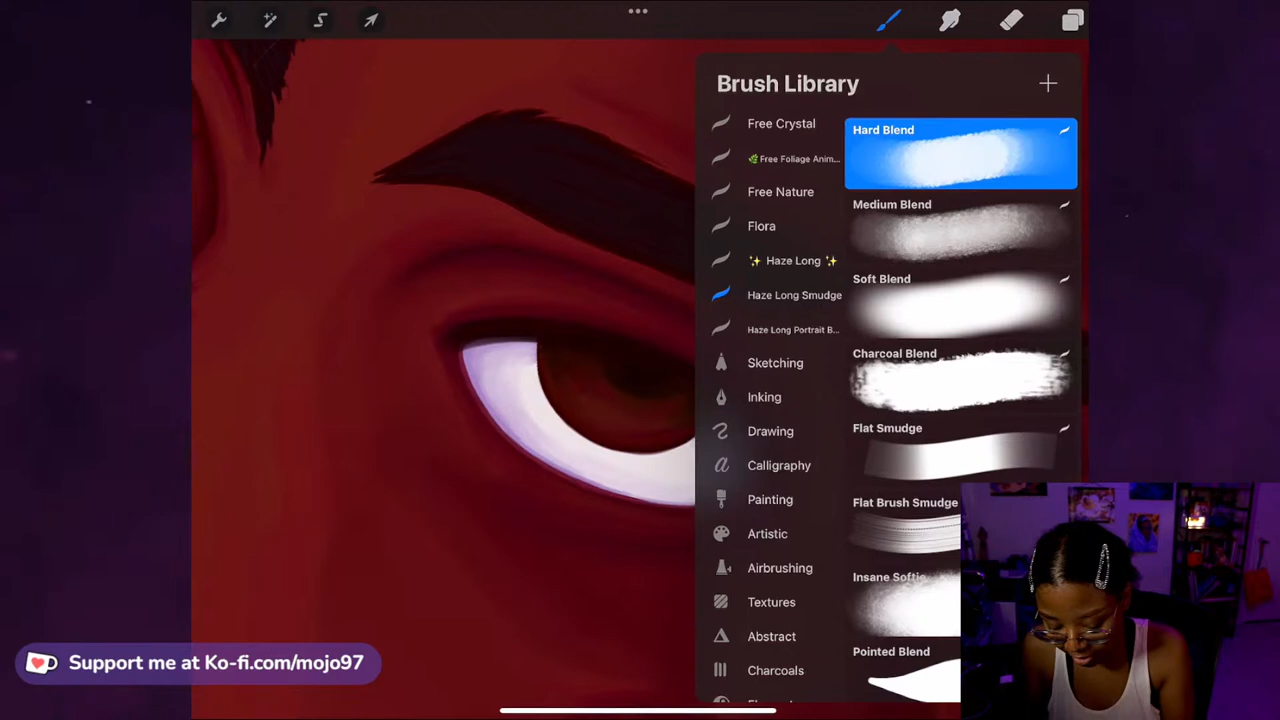 Brush Library
Free Crystal
🌿Free Foliage Anim...
Free Nature
Flora
✨ Haze Long ✨
Haze Long Smudge
Haze Long Portrait B...
Sketching
Inking
Drawing
Calligraphy
Painting
Artistic
Airbrushing
Textures
Abstract
Charcoals
Hard Blend
Medium Blend
Soft Blend
Charcoal Blend
Flat Smudge
Flat Brush Smudge
Insane Softie
Pointed Blend
Support me at Ko-fi.com/mojo97